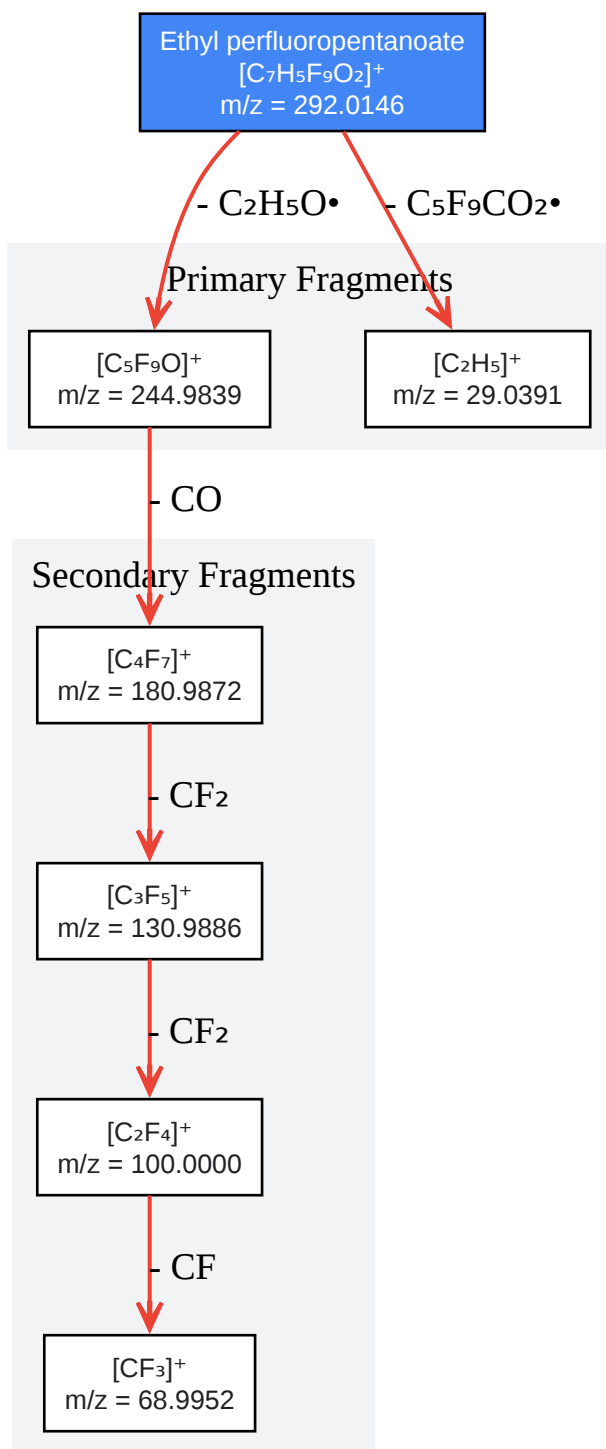 Ethyl perfluoropentanoate
[C₇H₅F₉O₂]⁺
m/z = 292.0146
- C₂H₅O•
- C₅F₉CO₂•
Primary Fragments
[C₅F₉O]⁺
m/z = 244.9839
[C₂H₅]⁺
m/z = 29.0391
- CO
Secondary Fragments
[C₄F₇]⁺
m/z = 180.9872
- CF₂
[C₃F₅]⁺
m/z = 130.9886
- CF₂
[C₂F₄]⁺
m/z = 100.0000
- CF
[CF₃]⁺
m/z = 68.9952